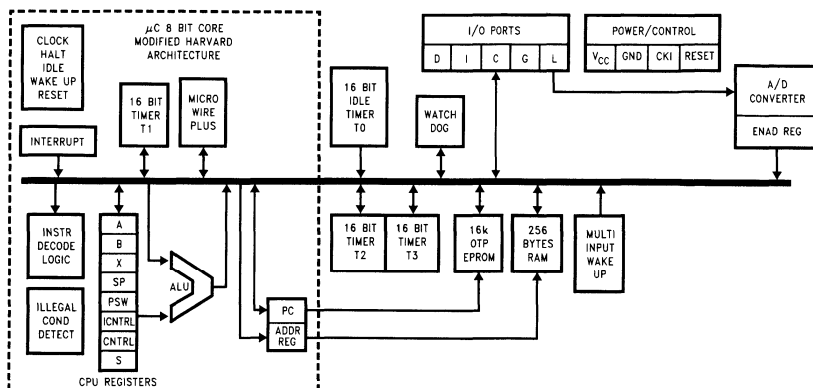 CLOCK
HALT
IDLE
WAKE UP
RESET
μC 8 BIT CORE
MODIFIED HARVARD
ARCHITECTURE
16 BIT
TIMER
T1
MICRO
WIRE
PLUS
INTERRUPT
16 BIT
IDLE
TIMER
T0
WATCH
DOG
I/O PORTS
D I C G L
POWER/CONTROL
VCC GND CKI RESET
A/D
CONVERTER
ENAD REG
INSTR
DECODE
LOGIC
ILLEGAL
COND
DETECT
A
B
X
SP
PSW
ICNTRL
CNTRL
S
CPU REGISTERS
ALU
PC
ADDR
REG
16 BIT
TIMER
T2
16 BIT
TIMER
T3
16k
OTP
EPROM
256
BYTES
RAM
MULTI
INPUT
WAKE
UP